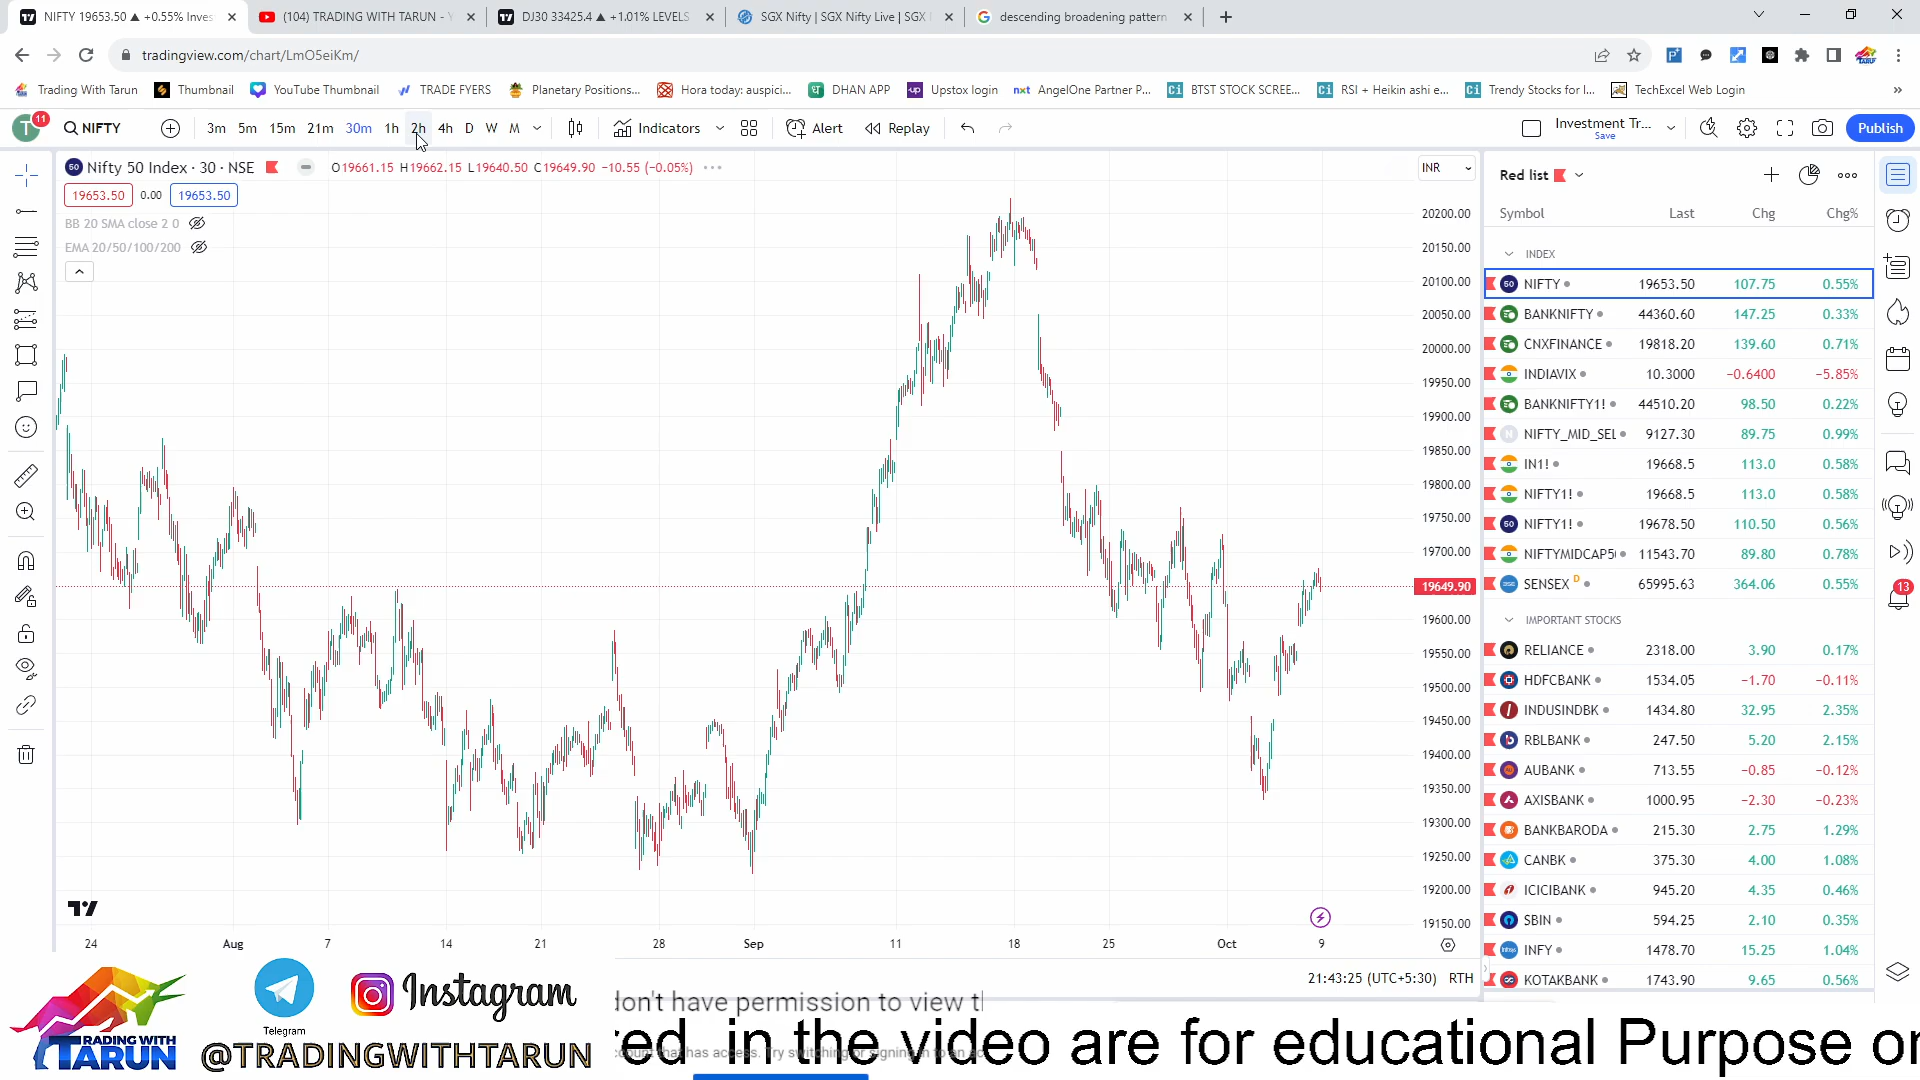 NIFTY 19653.50 ▲ +0.55% Inves
(104) TRADING WITH TARUN - Y
DJ30 33425.4 ▲ +1.01% LEVELS
SGX Nifty | SGX Nifty Live | SGX
descending broadening pattern
tradingview.com/chart/LmO5eiKm/
Trading With Tarun
Thumbnail
YouTube Thumbnail
TRADE FYERS
Planetary Positions...
Hora today: auspici...
DHAN APP
Upstox login
AngelOne Partner P...
BTST STOCK SCREE...
RSI + Heikin ashi e...
Trendy Stocks for I...
TechExcel Web Login
T 11 NIFTY 3m 5m 15m 21m 30m 1h 2h 4h D W M Indicators Alert Replay
Investment Tr...
Save
Publish
Nifty 50 Index · 30 · NSE O19661.15 H19662.15 L19640.50 C19649.90 −10.55 (−0.05%)
19653.50 0.00 19653.50
BB 20 SMA close 2 0
EMA 20/50/100/200
INR
20200.00
20150.00
20100.00
20050.00
20000.00
19950.00
19900.00
19850.00
19800.00
19750.00
19700.00
19649.90
19600.00
19550.00
19500.00
19450.00
19400.00
19350.00
19300.00
19250.00
19200.00
19150.00
24 Aug 7 14 21 28 Sep 11 18 25 Oct 9
21:43:25 (UTC+5:30) RTH
Red list
Symbol Last Chg Chg%
INDEX
NIFTY 19653.50 107.75 0.55%
BANKNIFTY 44360.60 147.25 0.33%
CNXFINANCE 19818.20 139.60 0.71%
INDIAVIX 10.3000 −0.6400 −5.85%
BANKNIFTY1! 44510.20 98.50 0.22%
NIFTY_MID_SEL 9127.30 89.75 0.99%
IN1! 19668.5 113.0 0.58%
NIFTY1! 19668.5 113.0 0.58%
NIFTY1! 19678.50 110.50 0.56%
NIFTYMIDCAP5 11543.70 89.80 0.78%
SENSEX D 65995.63 364.06 0.55%
IMPORTANT STOCKS
RELIANCE 2318.00 3.90 0.17%
HDFCBANK 1534.05 −1.70 −0.11%
INDUSINDBK 1434.80 32.95 2.35%
RBLBANK 247.50 5.20 2.15%
AUBANK 713.55 −0.85 −0.12%
AXISBANK 1000.95 −2.30 −0.23%
BANKBARODA 215.30 2.75 1.29%
CANBK 375.30 4.00 1.08%
ICICIBANK 945.20 4.35 0.46%
SBIN 594.25 2.10 0.35%
INFY 1478.70 15.25 1.04%
KOTAKBANK 1743.90 9.65 0.56%
13
TRADING WITH
TARUN
Telegram
Instagram
@TRADINGWITHTARUN
don't have permission to view tl
red in the video are for educational Purpose or